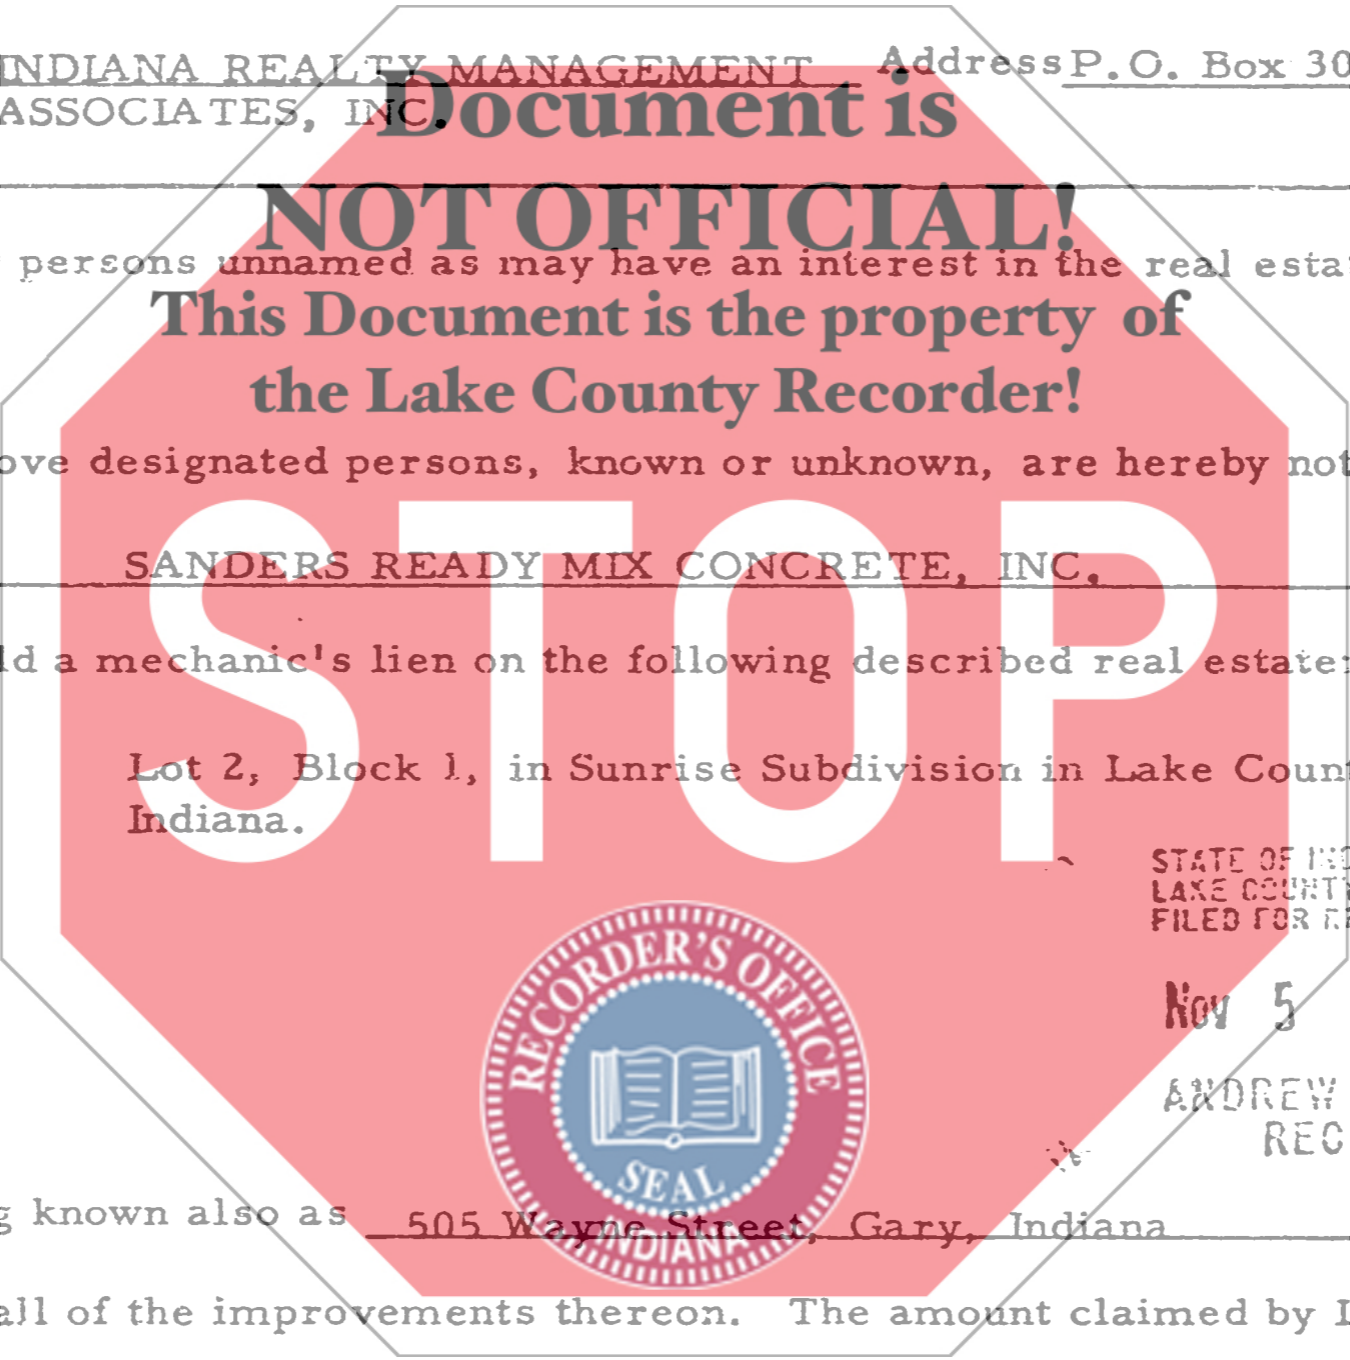 INDIANA REALTY MANAGEMENT Address P.O. Box 30
ASSOCIATES, INC.
Document is
NOT OFFICIAL!
persons unnamed as may have an interest in the real esta
This Document is the property of
the Lake County Recorder!
ove designated persons, known or unknown, are hereby not
STOP
SANDERS READY MIX CONCRETE, INC.
ld a mechanic's lien on the following described real estate:
Lot 2, Block 1, in Sunrise Subdivision in Lake Coun
Indiana.
STATE OF IND
LAKE COUNTY
FILED FOR RE
Nov 5
ANDREW
REC
RECORDER'S OFFICE
SEAL
INDIANA
g known also as 505 Wayne Street, Gary, Indiana
all of the improvements thereon. The amount claimed by L